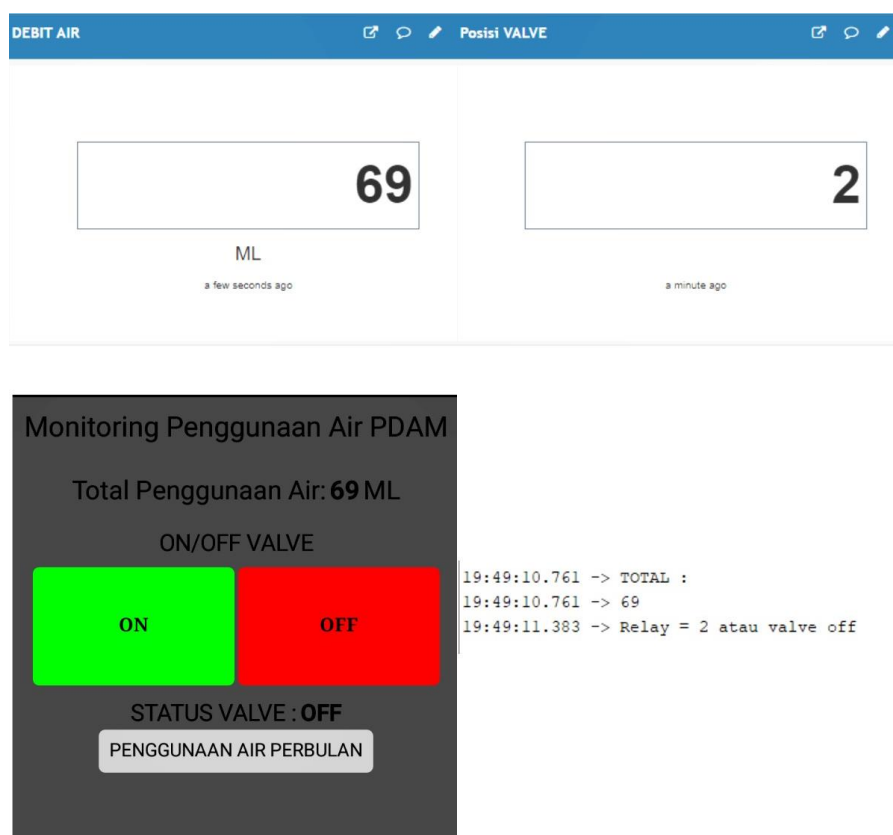 DEBIT AIR
Posisi VALVE
69
ML
a few seconds ago
2
a minute ago
Monitoring Penggunaan Air PDAM
Total Penggunaan Air: 69 ML
ON/OFF VALVE
ON
OFF
STATUS VALVE : OFF
PENGGUNAAN AIR PERBULAN
19:49:10.761 -> TOTAL :
19:49:10.761 -> 69
19:49:11.383 -> Relay = 2 atau valve off